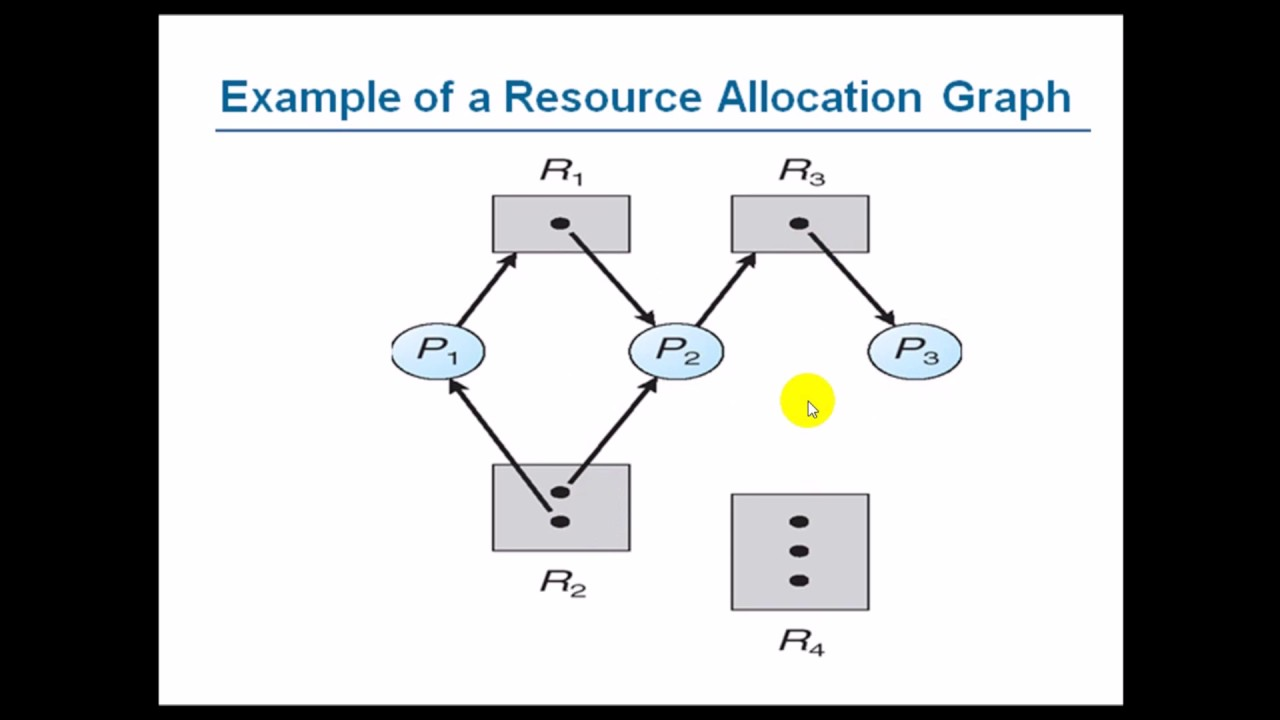 Example of a Resource Allocation Graph
R₁ R₃
P₁ P₂ P₃
R₂
R₄